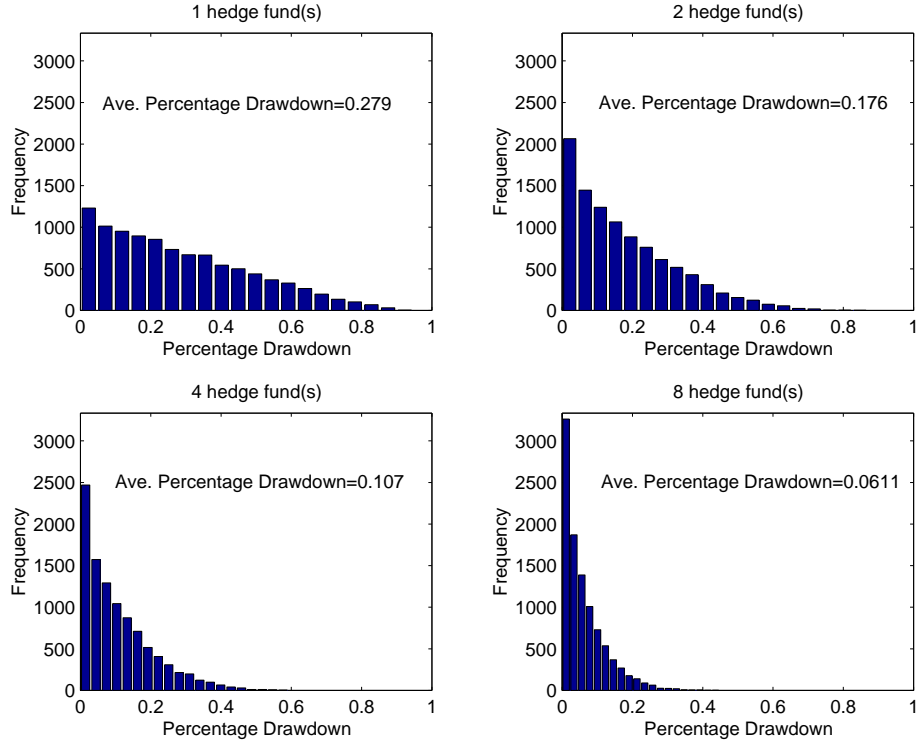 1 hedge fund(s)
3000
2500
2000
1500
1000
500
0
Frequency
Ave. Percentage Drawdown=0.279
0 0.2 0.4 0.6 0.8 1
Percentage Drawdown
2 hedge fund(s)
3000
2500
2000
1500
1000
500
0
Frequency
Ave. Percentage Drawdown=0.176
0 0.2 0.4 0.6 0.8 1
Percentage Drawdown
4 hedge fund(s)
3000
2500
2000
1500
1000
500
0
Frequency
Ave. Percentage Drawdown=0.107
0 0.2 0.4 0.6 0.8 1
Percentage Drawdown
8 hedge fund(s)
3000
2500
2000
1500
1000
500
0
Frequency
Ave. Percentage Drawdown=0.0611
0 0.2 0.4 0.6 0.8 1
Percentage Drawdown